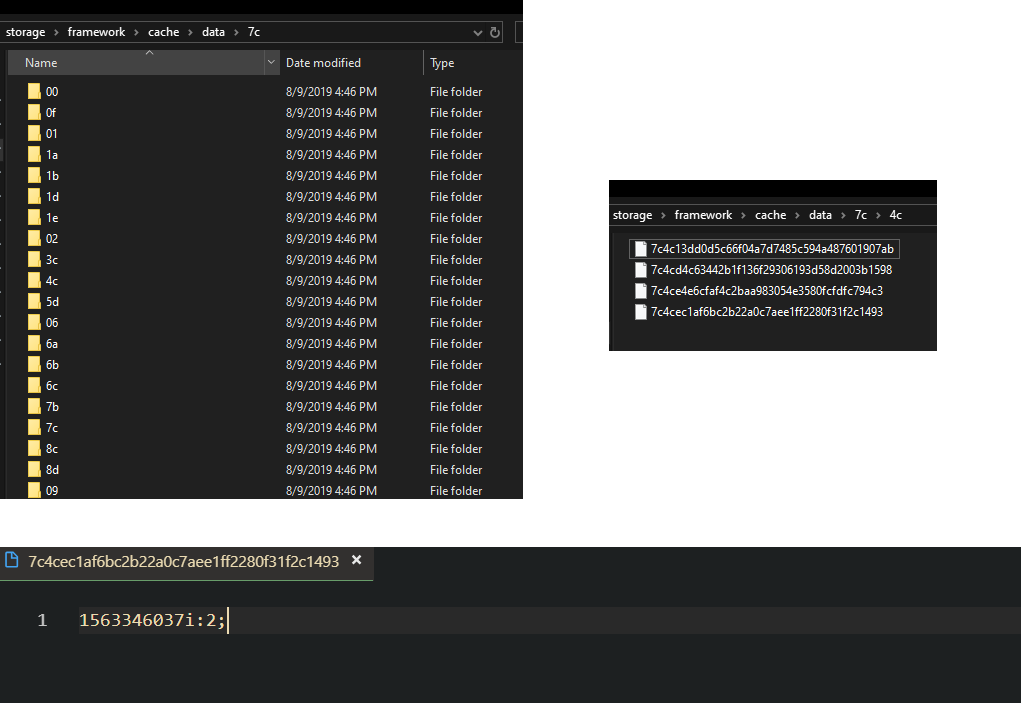 storage > framework > cache > data > 7c
Name Date modified Type
00 8/9/2019 4:46 PM File folder
0f 8/9/2019 4:46 PM File folder
01 8/9/2019 4:46 PM File folder
1a 8/9/2019 4:46 PM File folder
1b 8/9/2019 4:46 PM File folder
1d 8/9/2019 4:46 PM File folder
1e 8/9/2019 4:46 PM File folder
02 8/9/2019 4:46 PM File folder
3c 8/9/2019 4:46 PM File folder
4c 8/9/2019 4:46 PM File folder
5d 8/9/2019 4:46 PM File folder
06 8/9/2019 4:46 PM File folder
6a 8/9/2019 4:46 PM File folder
6b 8/9/2019 4:46 PM File folder
6c 8/9/2019 4:46 PM File folder
7b 8/9/2019 4:46 PM File folder
7c 8/9/2019 4:46 PM File folder
8c 8/9/2019 4:46 PM File folder
8d 8/9/2019 4:46 PM File folder
09 8/9/2019 4:46 PM File folder
storage > framework > cache > data > 7c > 4c
7c4c13dd0d5c66f04a7d7485c594a487601907ab
7c4cd4c63442b1f136f29306193d58d2003b1598
7c4ce4e6cfaf4c2baa983054e3580fcfdfc794c3
7c4cec1af6bc2b22a0c7aee1ff2280f31f2c1493
7c4cec1af6bc2b22a0c7aee1ff2280f31f2c1493 ×
1 1563346037i:2;